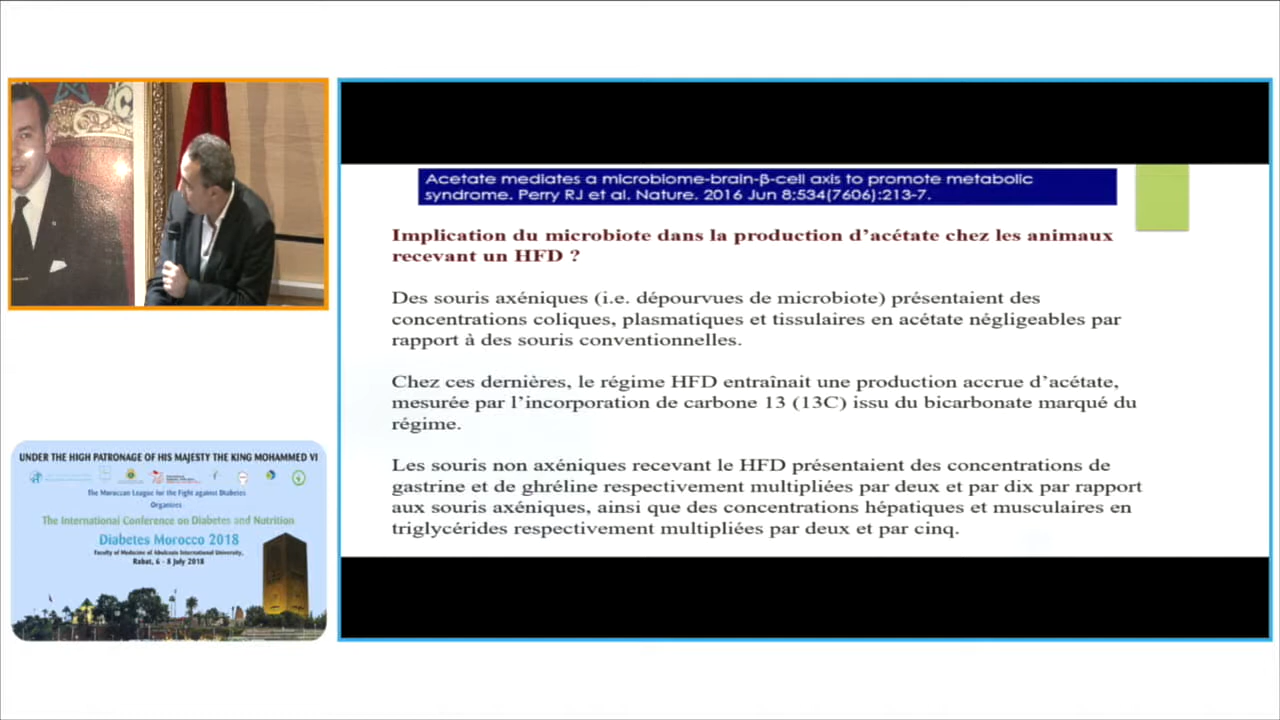 Acetate mediates a microbiome-brain-β-cell axis to promote metabolic
syndrome. Perry RJ et al. Nature. 2016 Jun 8;534(7606):213-7.
Implication du microbiote dans la production d’acétate chez les animaux
recevant un HFD ?
Des souris axéniques (i.e. dépourvues de microbiote) présentaient des
concentrations coliques, plasmatiques et tissulaires en acétate négligeables par
rapport à des souris conventionnelles.
Chez ces dernières, le régime HFD entraînait une production accrue d’acétate,
mesurée par l’incorporation de carbone 13 (13C) issu du bicarbonate marqué du
régime.
Les souris non axéniques recevant le HFD présentaient des concentrations de
gastrine et de ghréline respectivement multipliées par deux et par dix par rapport
aux souris axéniques, ainsi que des concentrations hépatiques et musculaires en
triglycérides respectivement multipliées par deux et par cinq.
UNDER THE HIGH PATRONAGE OF HIS MAJESTY THE KING MOHAMMED VI
The Moroccan League for the Fight against Diabetes
Organizes
The International Conference on Diabetes and Nutrition
Diabetes Morocco 2018
Faculty of Medicine of Abulcasis International University,
Rabat, 6 - 8 July 2018